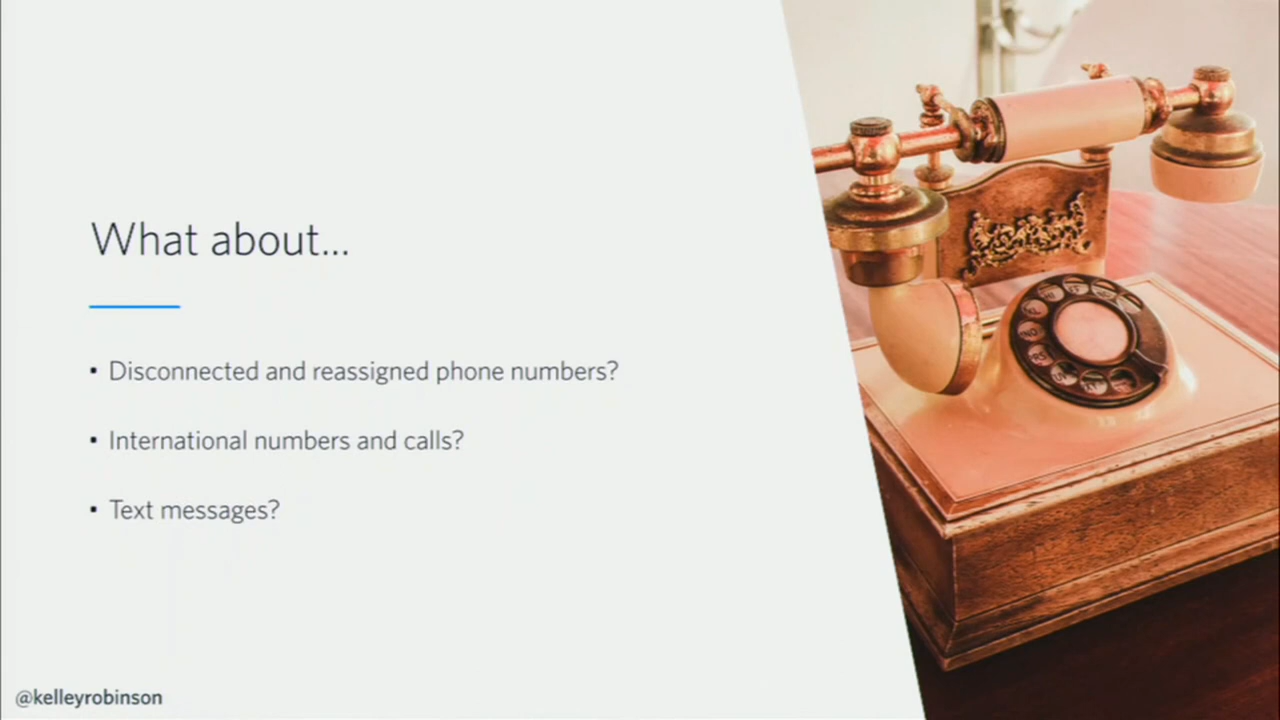 What about...
• Disconnected and reassigned phone numbers?
• International numbers and calls?
• Text messages?
@kelleyrobinson